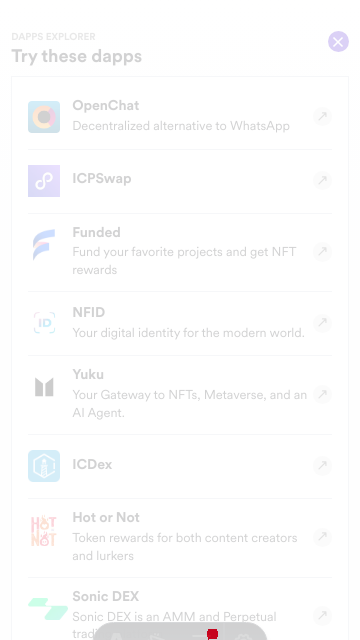 DAPPS EXPLORER
Try these dapps
OpenChat
Decentralized alternative to WhatsApp
ICPSwap
Funded
Fund your favorite projects and get NFT
rewards
ID
NFID
Your digital identity for the modern world.
Yuku
Your Gateway to NFTs, Metaverse, and an
AI Agent.
ICDex
HOT
NOT
Hot or Not
Token rewards for both content creators
and lurkers
Sonic DEX
Sonic DEX is an AMM and Perpetual